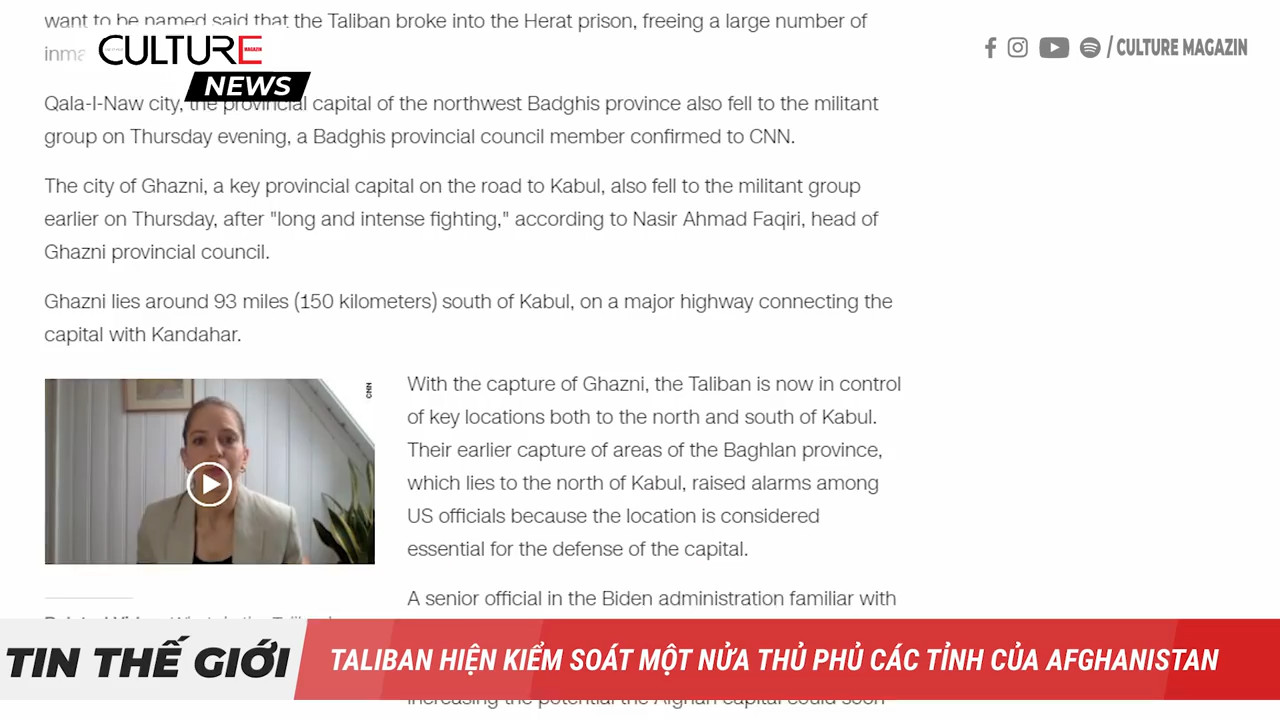 want to be named said that the Taliban broke into the Herat prison, freeing a large number of
CULTURE
MAGAZIN
NEWS
/ CULTURE MAGAZIN
Qala-I-Naw city, the provincial capital of the northwest Badghis province also fell to the militant
group on Thursday evening, a Badghis provincial council member confirmed to CNN.
The city of Ghazni, a key provincial capital on the road to Kabul, also fell to the militant group
earlier on Thursday, after "long and intense fighting," according to Nasir Ahmad Faqiri, head of
Ghazni provincial council.
Ghazni lies around 93 miles (150 kilometers) south of Kabul, on a major highway connecting the
capital with Kandahar.
CNN
With the capture of Ghazni, the Taliban is now in control
of key locations both to the north and south of Kabul.
Their earlier capture of areas of the Baghlan province,
which lies to the north of Kabul, raised alarms among
US officials because the location is considered
essential for the defense of the capital.
A senior official in the Biden administration familiar with
TIN THẾ GIỚI
TALIBAN HIỆN KIỂM SOÁT MỘT NỬA THỦ PHỦ CÁC TỈNH CỦA AFGHANISTAN
increasing the potential the Afghan capital could soon